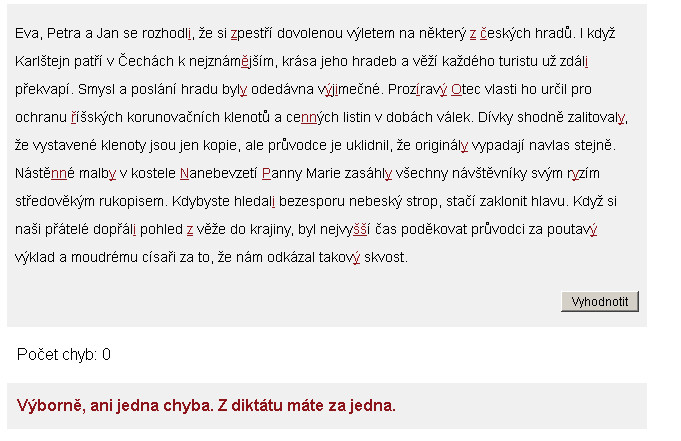 Eva, Petra a Jan se rozhodli, že si zpestří dovolenou výletem na některý z českých hradů. I když
Karlštejn patří v Čechách k nejznámějším, krása jeho hradeb a věží každého turistu už zdáli
překvapí. Smysl a poslání hradu byly odedávna výjimečné. Prozíravý Otec vlasti ho určil pro
ochranu říšských korunovačních klenotů a cenných listin v dobách válek. Dívky shodně zalitovaly,
že vystavené klenoty jsou jen kopie, ale průvodce je uklidnil, že originály vypadají navlas stejně.
Nástěnné malby v kostele Nanebevzetí Panny Marie zasáhly všechny návštěvníky svým ryzím
středověkým rukopisem. Kdybyste hledali bezesporu nebeský strop, stačí zaklonit hlavu. Když si
naši přátelé dopřáli pohled z věže do krajiny, byl nejvyšší čas poděkovat průvodci za poutavý
výklad a moudrému císaři za to, že nám odkázal takový skvost.
Vyhodnotit
Počet chyb: 0
Výborně, ani jedna chyba. Z diktátu máte za jedna.